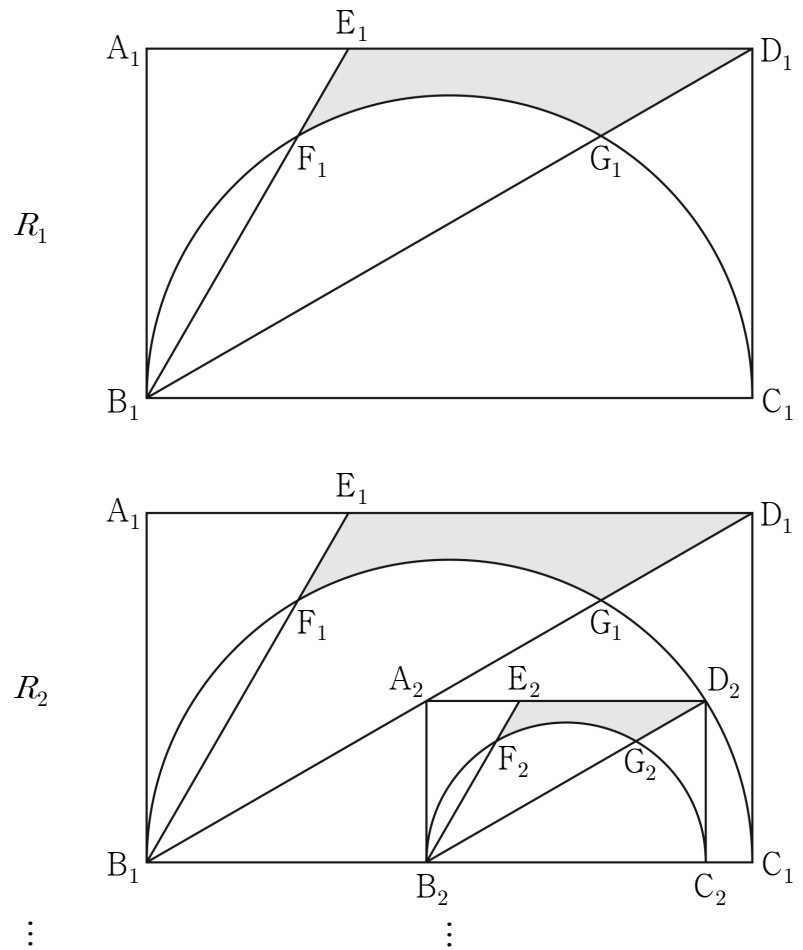 E₁
A₁ D₁
F₁ G₁
R₁
B₁ C₁
E₁
A₁ D₁
F₁ G₁
R₂
A₂ E₂ D₂
F₂ G₂
B₁ C₁
B₂ C₂
⋮ ⋮